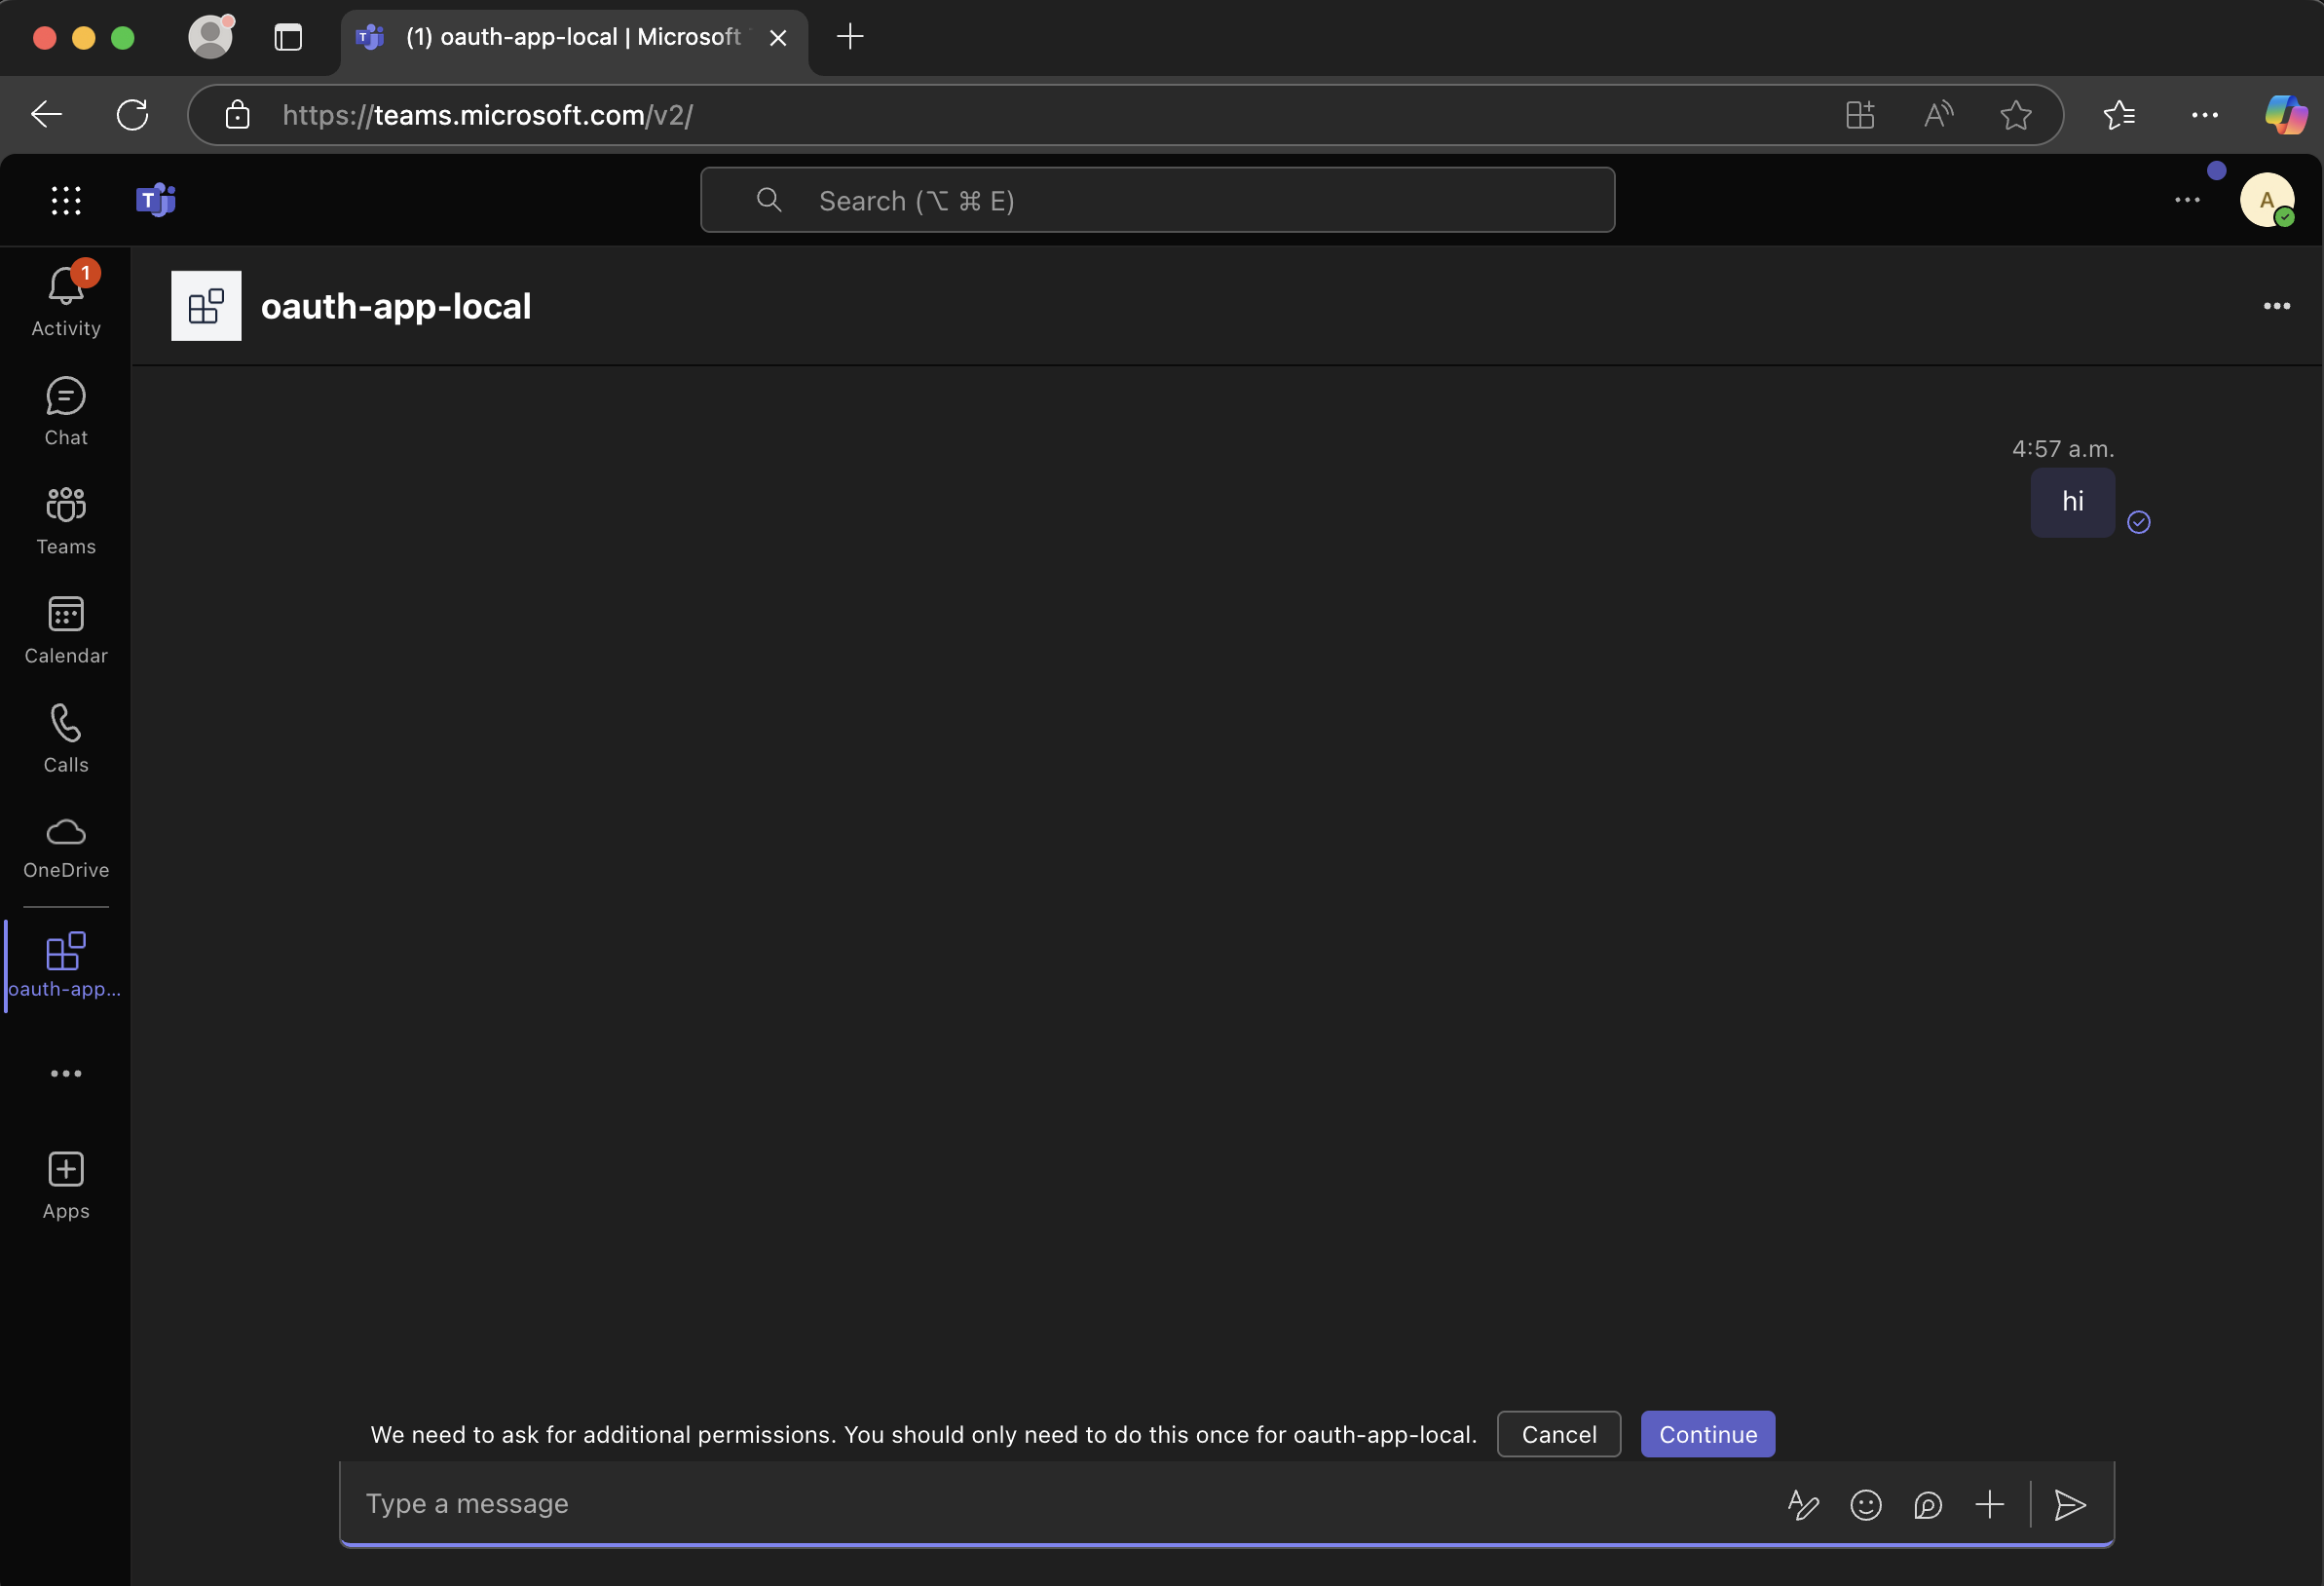 (1) oauth-app-local | Microsoft
https://teams.microsoft.com/v2/
Search (⌥ ⌘ E)
A
1
Activity
Chat
Teams
Calendar
Calls
OneDrive
oauth-app...
Apps
oauth-app-local
4:57 a.m.
hi
We need to ask for additional permissions. You should only need to do this once for oauth-app-local.
Cancel
Continue
Type a message